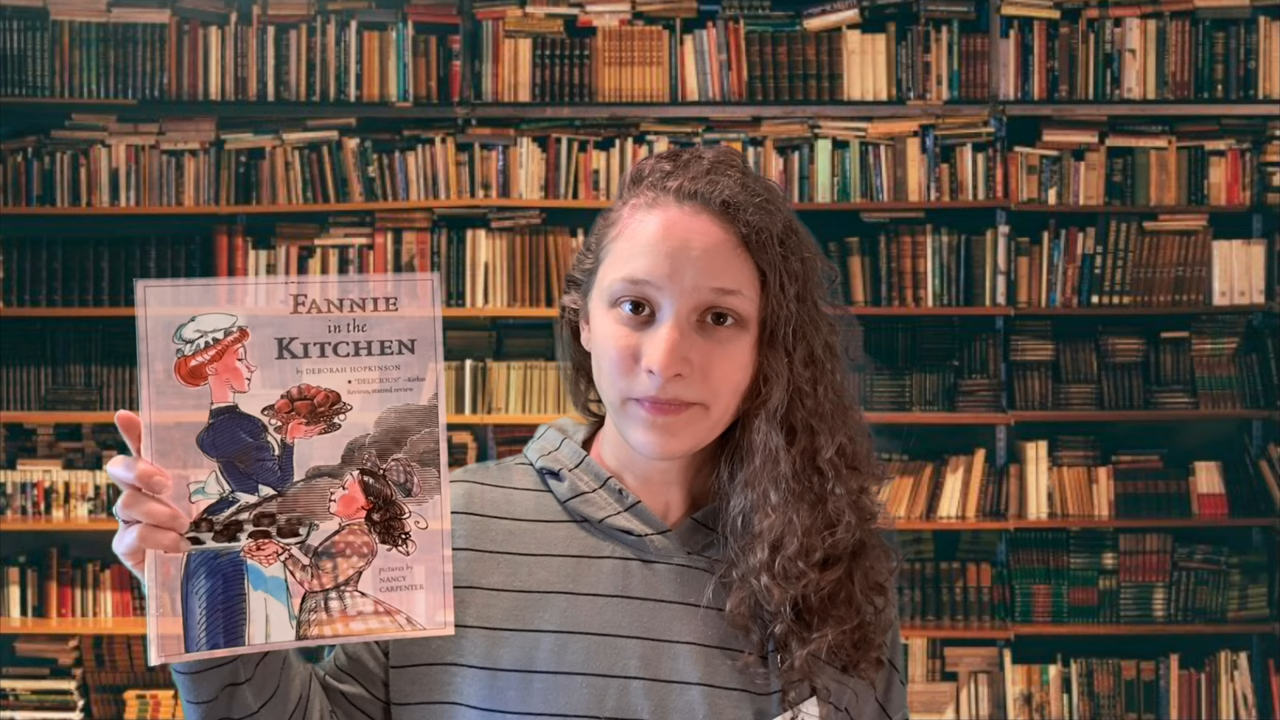 FANNIE
in the
KITCHEN
by DEBORAH HOPKINSON
★ "DELICIOUS!" —Kirkus
Reviews, starred review
pictures by
NANCY
CARPENTER